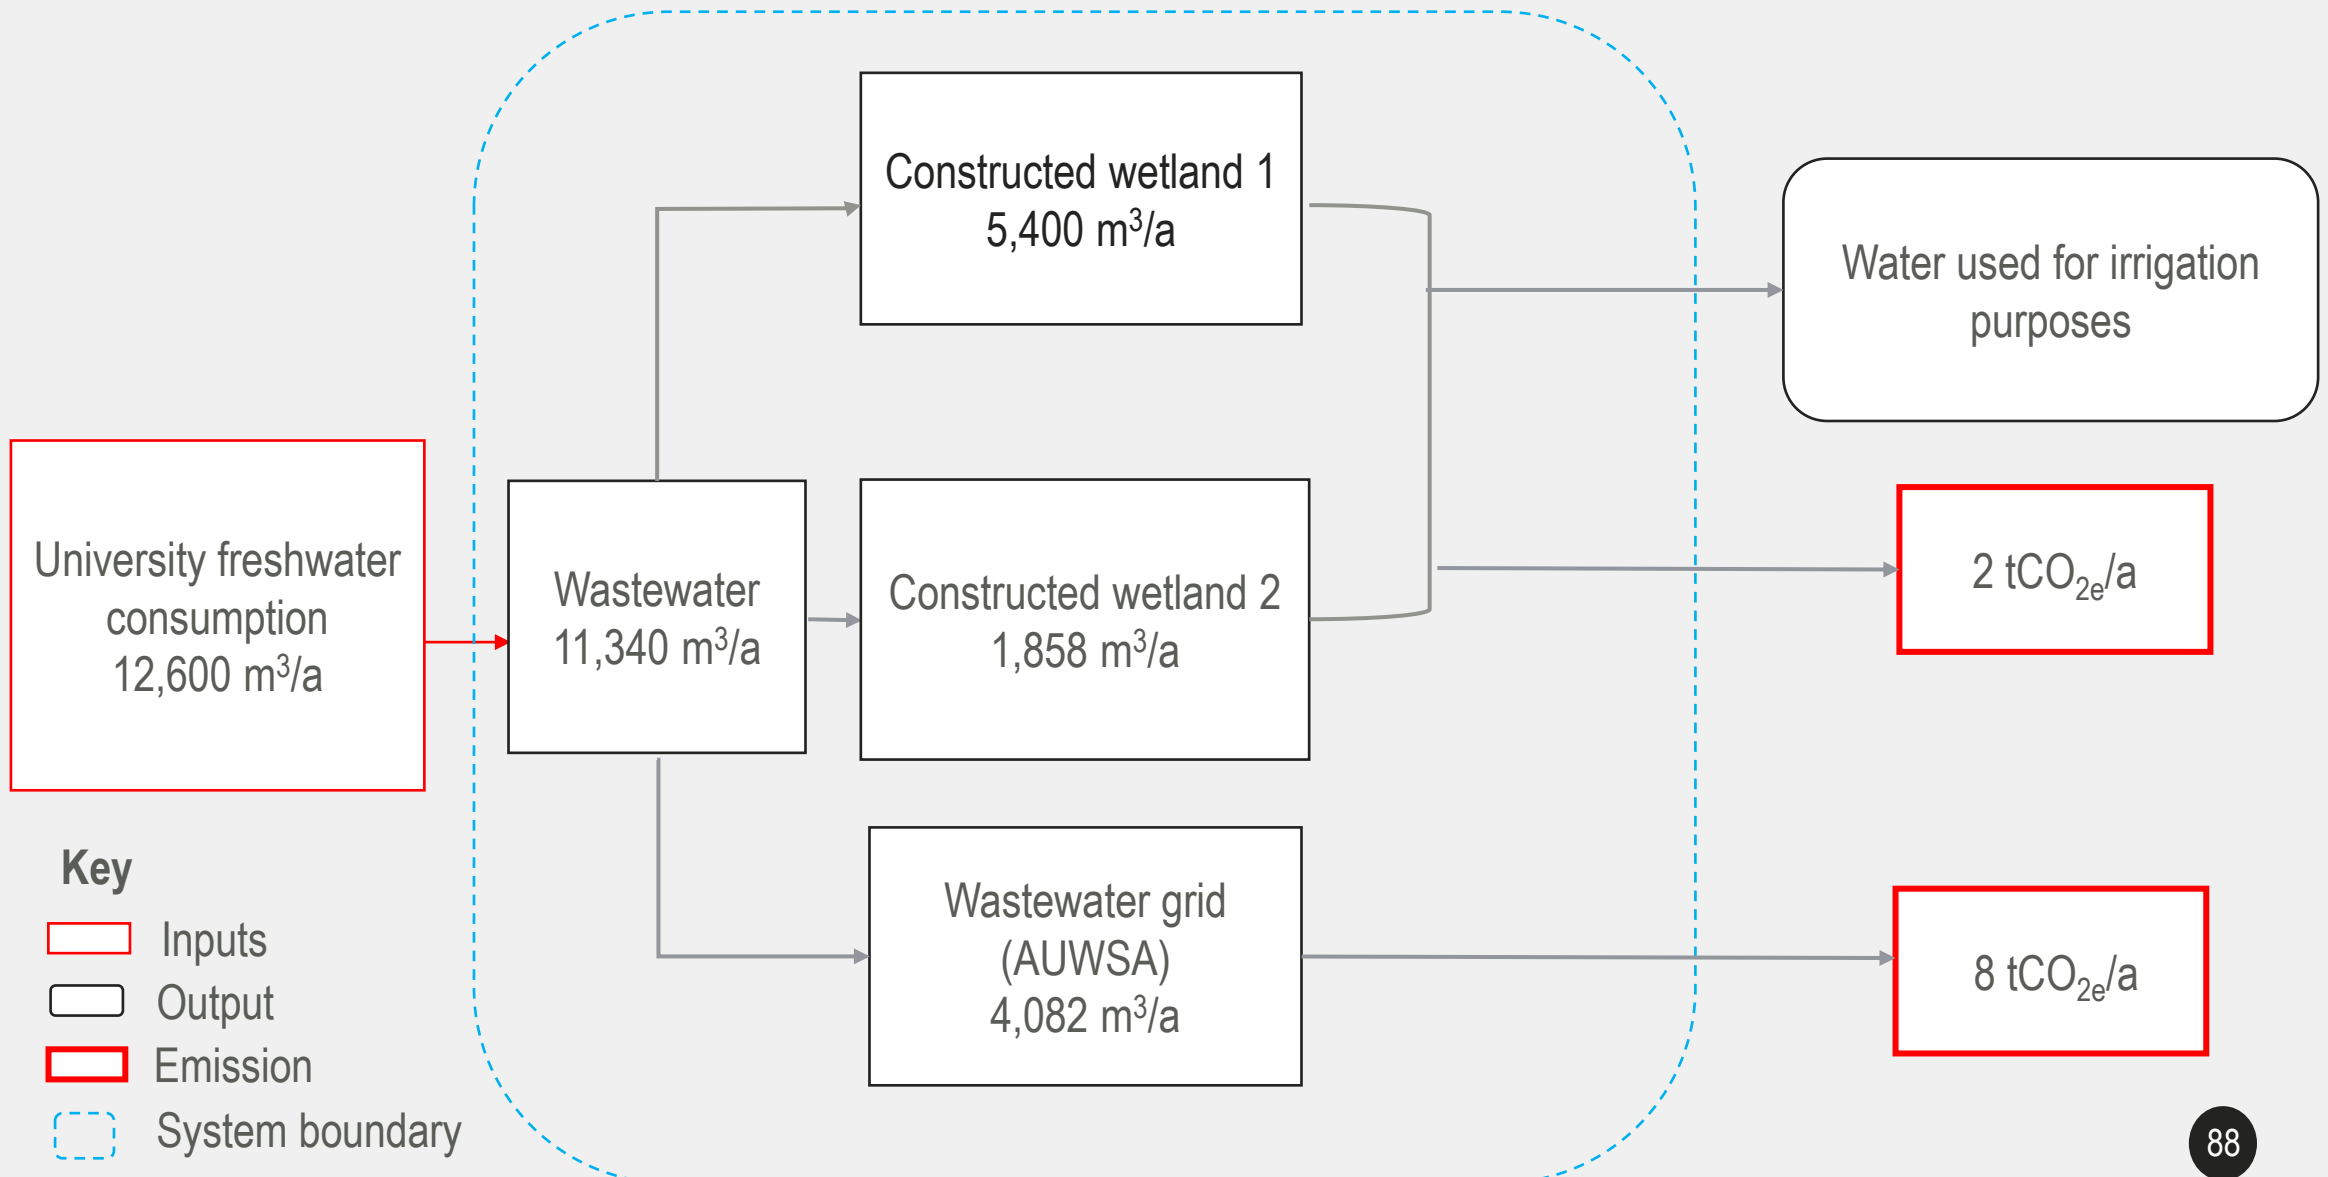 Constructed wetland 1
5,400 m³/a
Water used for irrigation
purposes
University freshwater
consumption
12,600 m³/a
Wastewater
11,340 m³/a
Constructed wetland 2
1,858 m³/a
2 tCO₂ₑ/a
Wastewater grid
(AUWSA)
4,082 m³/a
8 tCO₂ₑ/a
Key
Inputs
Output
Emission
System boundary
88